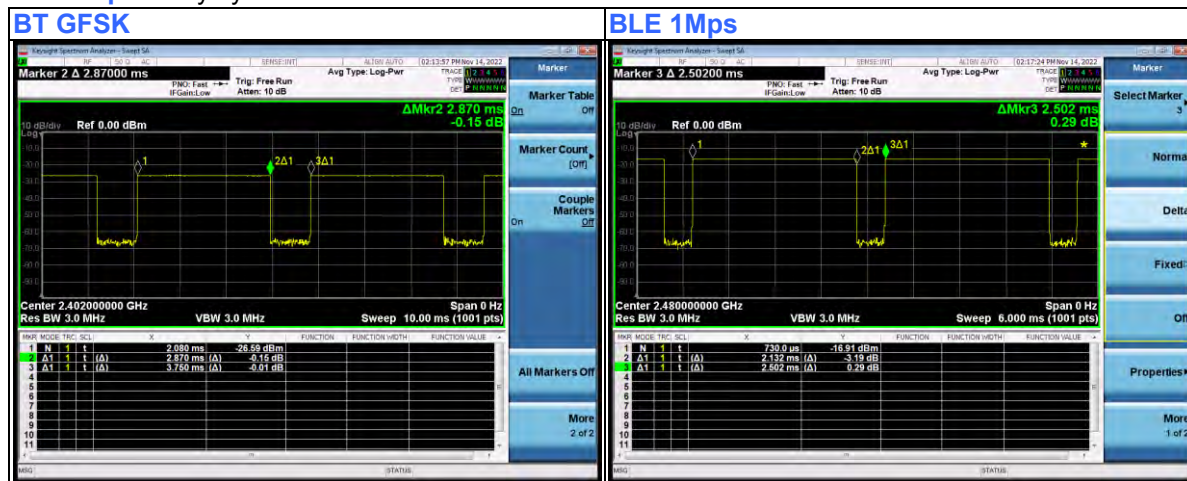 BT GFSK
Keysight Spectrum Analyzer - Swept SA
RF 50 Ω AC SENSE:INT ALIGN AUTO 02:13:57 PM Nov 14, 2022
Marker 2 Δ 2.87000 ms
PNO: Fast
IFGain:Low
Trig: Free Run
Atten: 10 dB
Avg Type: Log-Pwr
TRACE 1 2 3 4 5 6
TYPE
DET P N N N N N
ΔMkr2 2.870 ms
-0.15 dB
10 dB/div Ref 0.00 dBm
Log
1
2Δ1
3Δ1
Center 2.402000000 GHz
Span 0 Hz
Res BW 3.0 MHz VBW 3.0 MHz Sweep 10.00 ms (1001 pts)
MKR MODE TRC SCL X Y FUNCTION FUNCTION WIDTH FUNCTION VALUE
1 N 1 t 2.080 ms -26.59 dBm
2 Δ1 1 t (Δ) 2.870 ms (Δ) -0.15 dB
3 Δ1 1 t (Δ) 3.750 ms (Δ) -0.01 dB
4
5
6
7
8
9
10
11
MSG STATUS
Marker
Marker Table
On Off
Marker Count
[Off]
Couple
Markers
On Off
All Markers Off
More
2 of 2
BLE 1Mps
Keysight Spectrum Analyzer - Swept SA
RF 50 Ω AC SENSE:INT ALIGN AUTO 02:17:24 PM Nov 14, 2022
Marker 3 Δ 2.50200 ms
PNO: Fast
IFGain:Low
Trig: Free Run
Atten: 10 dB
Avg Type: Log-Pwr
TRACE 1 2 3 4 5 6
TYPE
DET P N N N N N
ΔMkr3 2.502 ms
0.29 dB
10 dB/div Ref 0.00 dBm
Log
1
2Δ1
3Δ1
*
Center 2.480000000 GHz
Span 0 Hz
Res BW 3.0 MHz VBW 3.0 MHz Sweep 6.000 ms (1001 pts)
MKR MODE TRC SCL X Y FUNCTION FUNCTION WIDTH FUNCTION VALUE
1 N 1 t 730.0 us -16.91 dBm
2 Δ1 1 t (Δ) 2.132 ms (Δ) -3.19 dB
3 Δ1 1 t (Δ) 2.502 ms (Δ) 0.29 dB
4
5
6
7
8
9
10
11
MSG STATUS
Marker
Select Marker
3
Norma
Delta
Fixed
Off
Properties
More
1 of 2